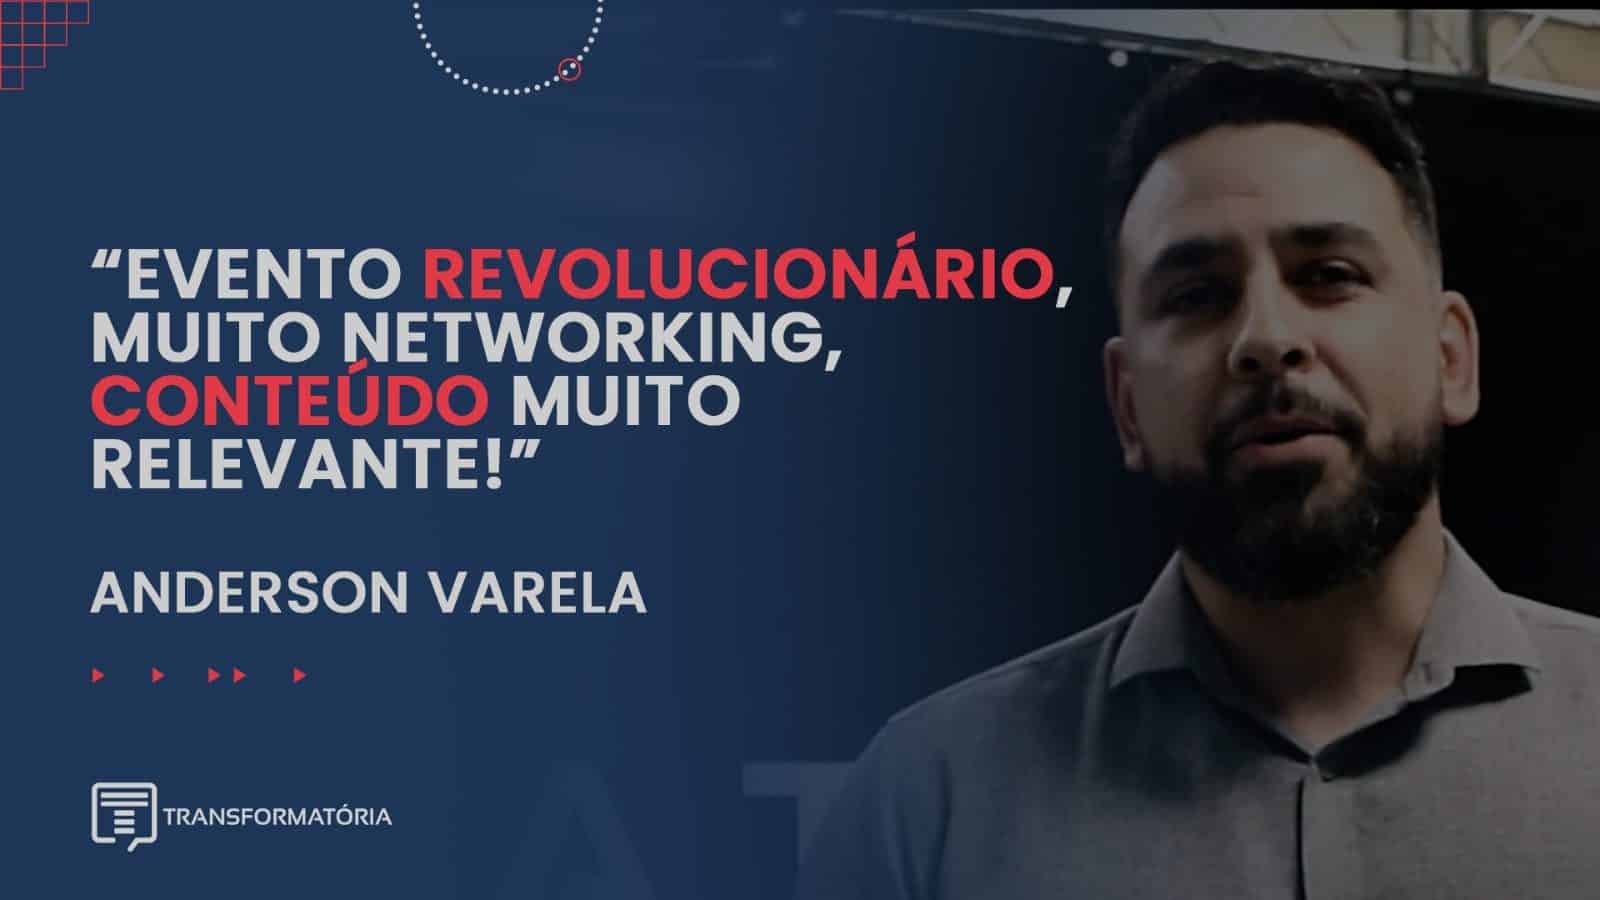 “EVENTO REVOLUCIONÁRIO,
MUITO NETWORKING,
CONTEÚDO MUITO
RELEVANTE!”
ANDERSON VARELA
TRANSFORMATÓRIA